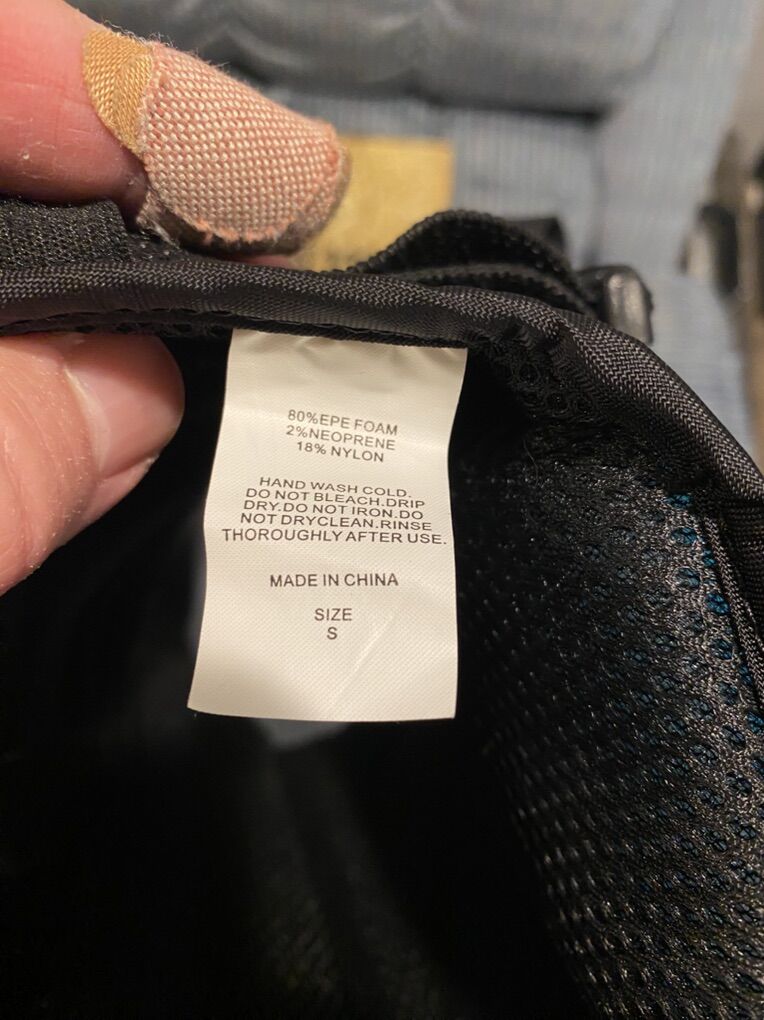 80%EPE FOAM
2%NEOPRENE
18% NYLON
HAND WASH COLD.
DO NOT BLEACH.DRIP
DRY.DO NOT IRON.DO
NOT DRYCLEAN.RINSE
THOROUGHLY AFTER USE.
MADE IN CHINA
SIZE
S